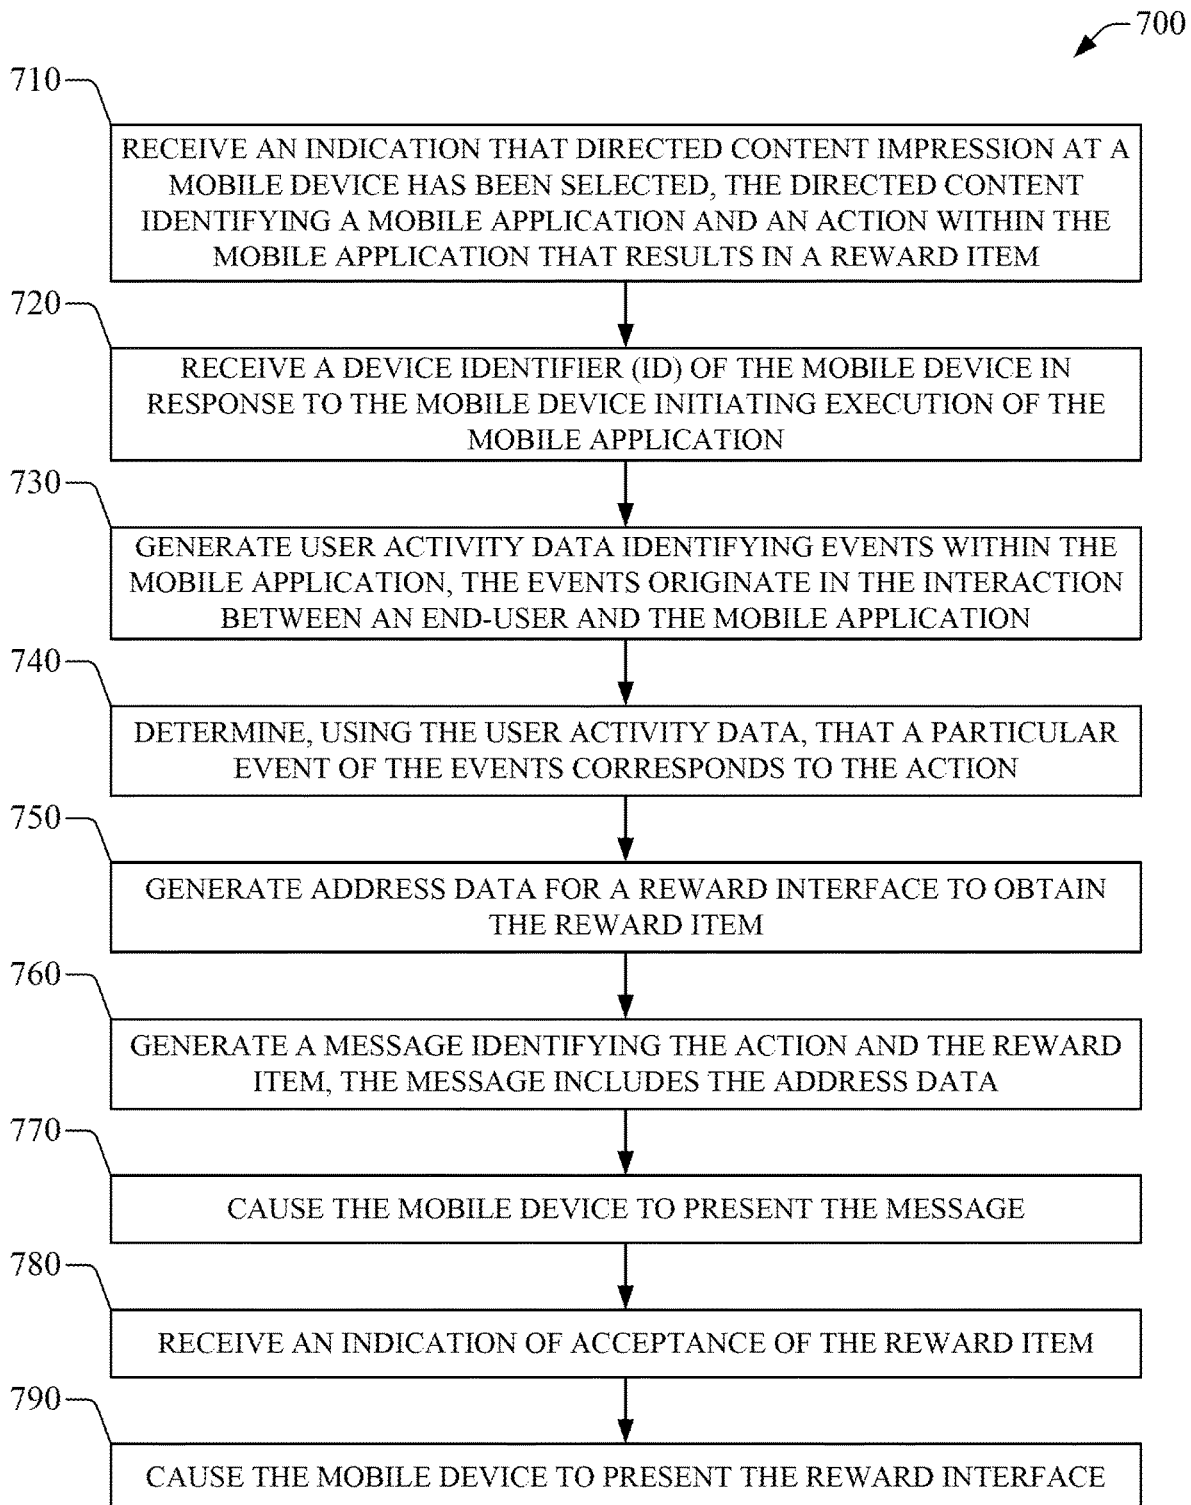 700
710
RECEIVE AN INDICATION THAT DIRECTED CONTENT IMPRESSION AT A
MOBILE DEVICE HAS BEEN SELECTED, THE DIRECTED CONTENT
IDENTIFYING A MOBILE APPLICATION AND AN ACTION WITHIN THE
MOBILE APPLICATION THAT RESULTS IN A REWARD ITEM
720
RECEIVE A DEVICE IDENTIFIER (ID) OF THE MOBILE DEVICE IN
RESPONSE TO THE MOBILE DEVICE INITIATING EXECUTION OF THE
MOBILE APPLICATION
730
GENERATE USER ACTIVITY DATA IDENTIFYING EVENTS WITHIN THE
MOBILE APPLICATION, THE EVENTS ORIGINATE IN THE INTERACTION
BETWEEN AN END-USER AND THE MOBILE APPLICATION
740
DETERMINE, USING THE USER ACTIVITY DATA, THAT A PARTICULAR
EVENT OF THE EVENTS CORRESPONDS TO THE ACTION
750
GENERATE ADDRESS DATA FOR A REWARD INTERFACE TO OBTAIN
THE REWARD ITEM
760
GENERATE A MESSAGE IDENTIFYING THE ACTION AND THE REWARD
ITEM, THE MESSAGE INCLUDES THE ADDRESS DATA
770
CAUSE THE MOBILE DEVICE TO PRESENT THE MESSAGE
780
RECEIVE AN INDICATION OF ACCEPTANCE OF THE REWARD ITEM
790
CAUSE THE MOBILE DEVICE TO PRESENT THE REWARD INTERFACE